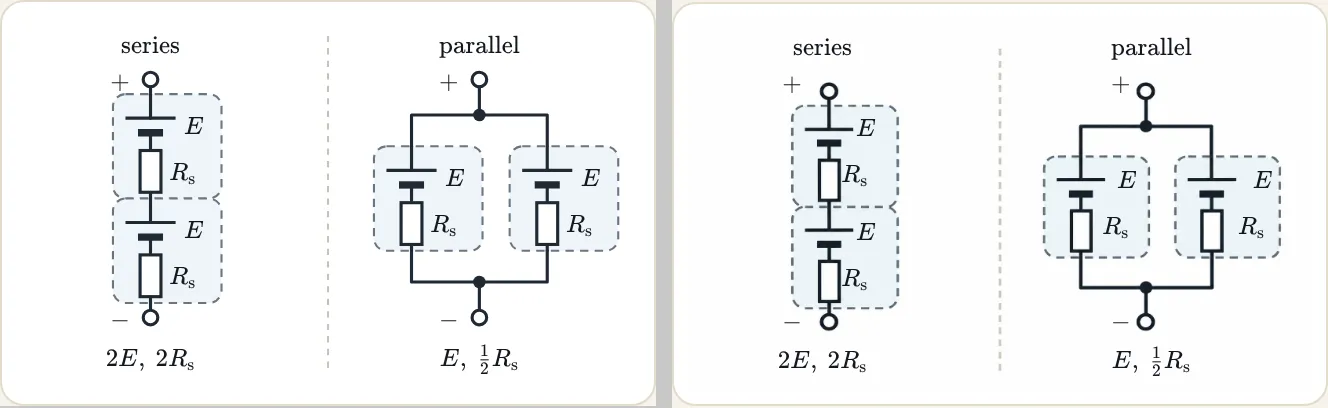 series
+
E
Rₛ
E
Rₛ
−
2E, 2Rₛ
parallel
+
E
Rₛ
E
Rₛ
−
E, ½Rₛ
series
+
E
Rₛ
E
Rₛ
−
2E, 2Rₛ
parallel
+
E
Rₛ
E
Rₛ
−
E, ½Rₛ